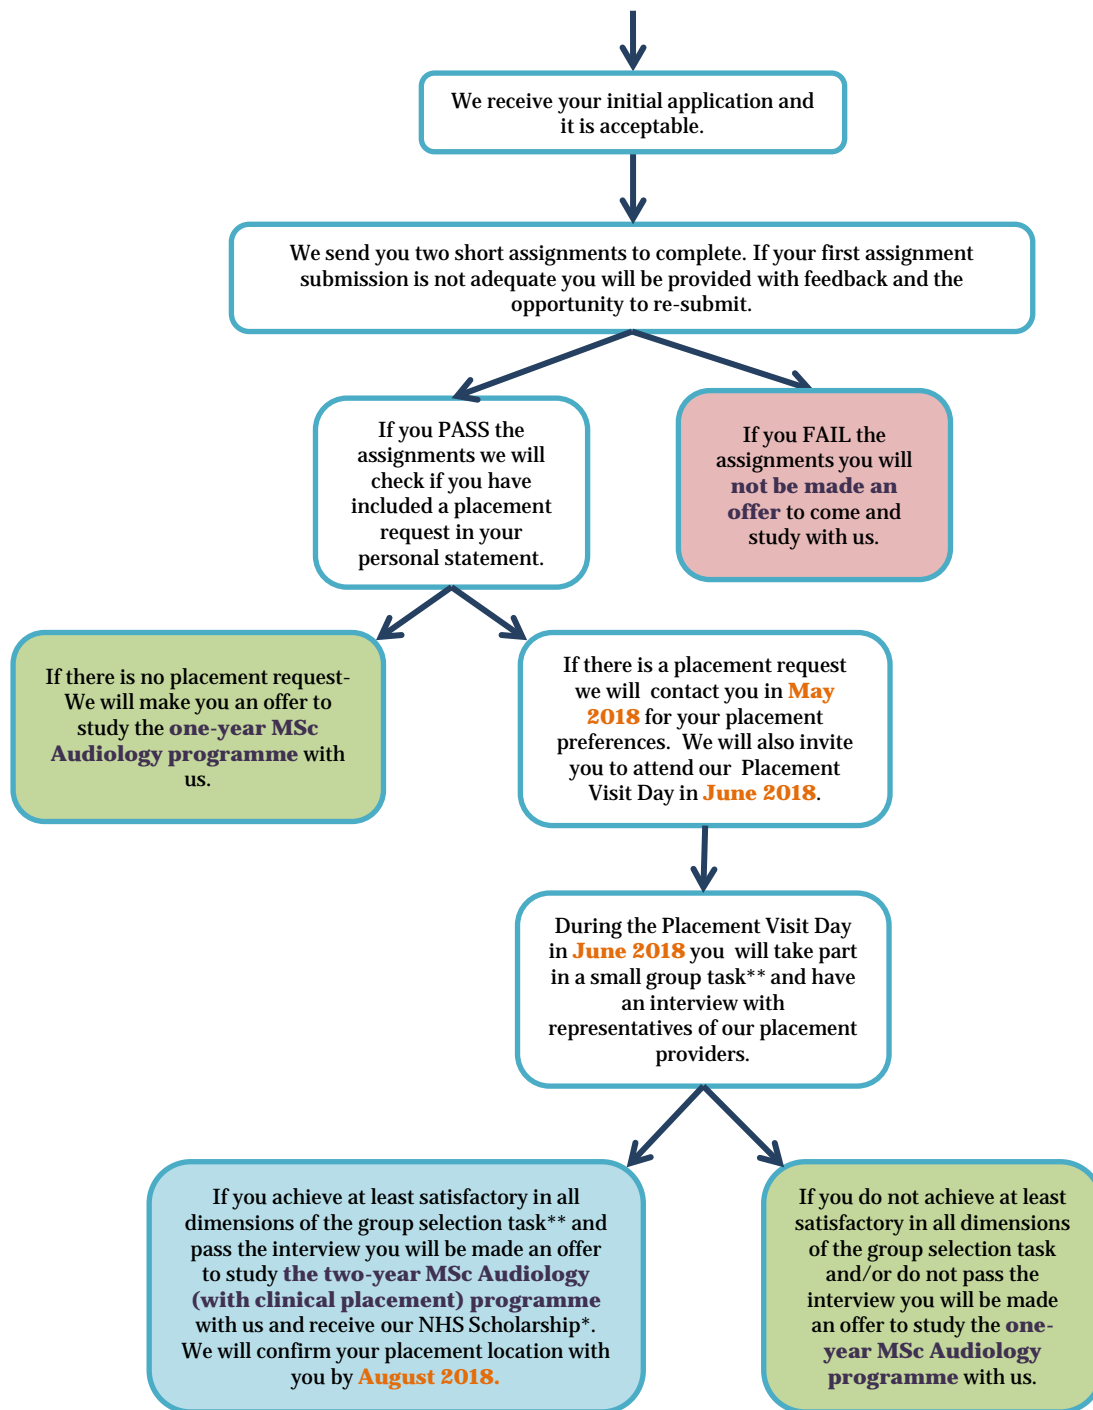 We receive your initial application and
it is acceptable.
We send you two short assignments to complete. If your first assignment
submission is not adequate you will be provided with feedback and the
opportunity to re-submit.
If you PASS the
assignments we will
check if you have
included a placement
request in your
personal statement.
If you FAIL the
assignments you will
not be made an
offer to come and
study with us.
If there is no placement request-
We will make you an offer to
study the one-year MSc
Audiology programme with
us.
If there is a placement request
we will contact you in May
2018 for your placement
preferences. We will also invite
you to attend our Placement
Visit Day in June 2018.
During the Placement Visit Day
in June 2018 you will take part
in a small group task** and have
an interview with
representatives of our placement
providers.
If you achieve at least satisfactory in all
dimensions of the group selection task** and
pass the interview you will be made an offer
to study the two-year MSc Audiology
(with clinical placement) programme
with us and receive our NHS Scholarship*.
We will confirm your placement location with
you by August 2018.
If you do not achieve at least
satisfactory in all dimensions
of the group selection task
and/or do not pass the
interview you will be made
an offer to study the one-
year MSc Audiology
programme with us.